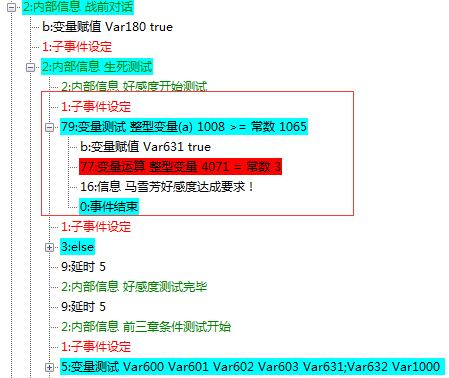 2:内部信息 战前对话
b:变量赋值 Var180 true
1:子事件设定
2:内部信息 生死测试
2:内部信息 好感度开始测试
1:子事件设定
79:变量测试 整型变量(a) 1008 >= 常数 1065
b:变量赋值 Var631 true
77:变量运算 整型变量 4071 = 常数 3
16:信息 马雪芳好感度达成要求！
0:事件结束
1:子事件设定
3:else
9:延时 5
2:内部信息 好感度测试完毕
9:延时 5
2:内部信息 前三章条件测试开始
1:子事件设定
5:变量测试 Var600 Var601 Var602 Var603 Var631;Var632 Var1000